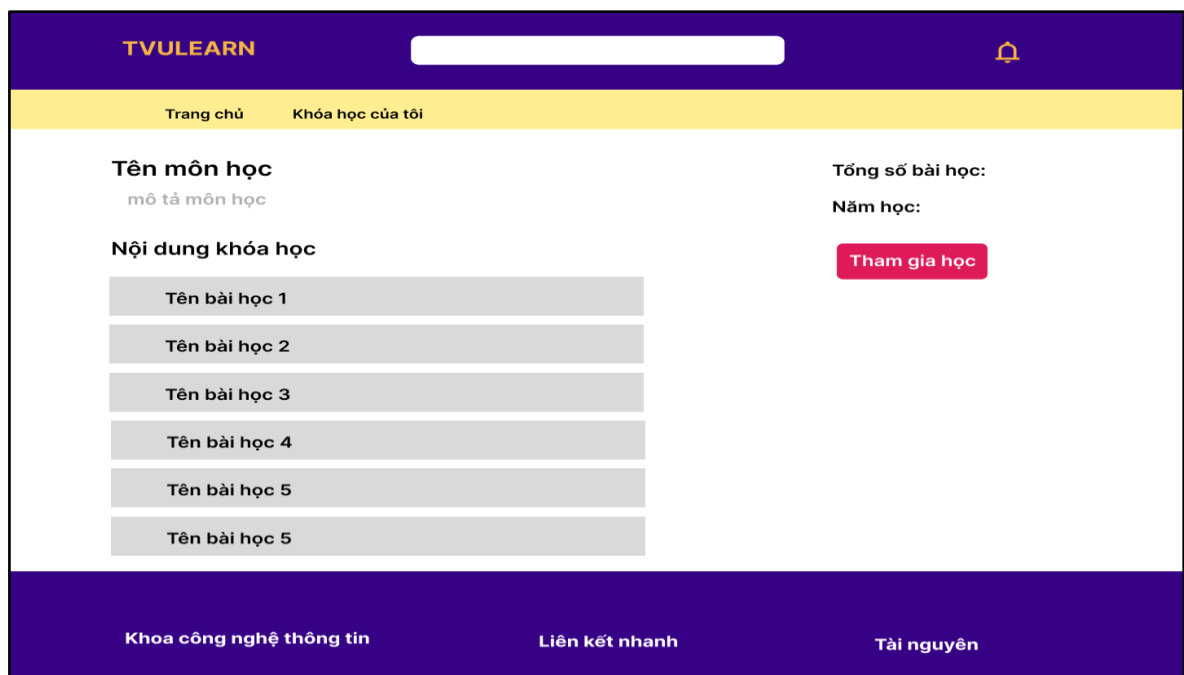 TVULEARN
Trang chủ Khóa học của tôi
Tên môn học
mô tả môn học
Tổng số bài học:
Năm học:
Tham gia học
Nội dung khóa học
Tên bài học 1
Tên bài học 2
Tên bài học 3
Tên bài học 4
Tên bài học 5
Tên bài học 5
Khoa công nghệ thông tin
Liên kết nhanh
Tài nguyên